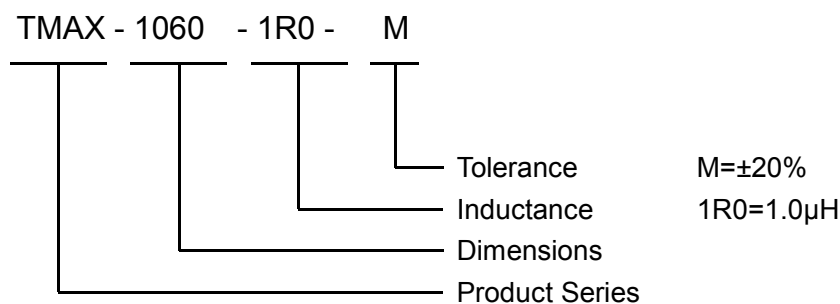 TMAX - 1060 - 1R0 - M
Tolerance M=±20%
Inductance 1R0=1.0µH
Dimensions
Product Series